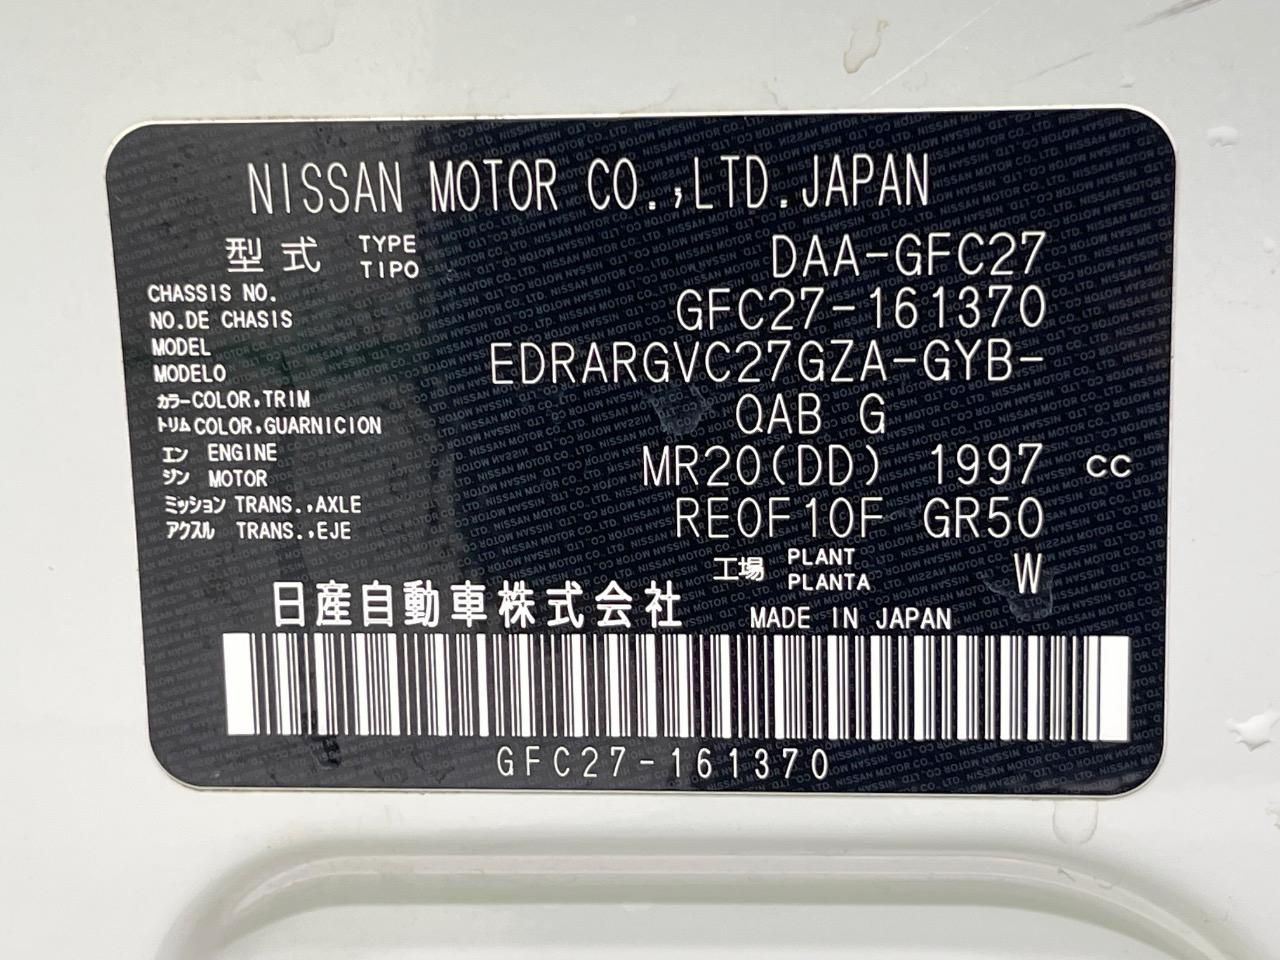 NISSAN MOTOR CO.,LTD.JAPAN
型式 TYPE TIPO DAA-GFC27
CHASSIS NO. NO.DE CHASIS GFC27-161370
MODEL MODELO EDRARGVC27GZA-GYB-
カラー COLOR,TRIM
トリム COLOR,GUARNICION QAB G
エン ENGINE
ジン MOTOR MR20(DD) 1997 CC
ミッション TRANS.,AXLE
アクスル TRANS.,EJE RE0F10F GR50
工場 PLANT PLANTA W
日産自動車株式会社 MADE IN JAPAN
GFC27-161370